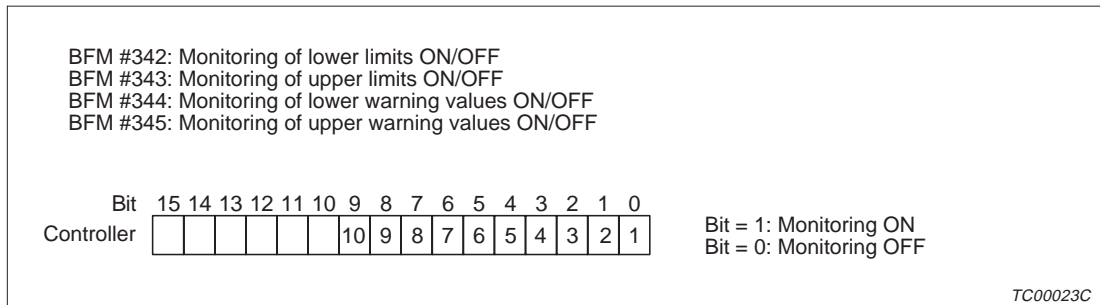 BFM #342: Monitoring of lower limits ON/OFF
BFM #343: Monitoring of upper limits ON/OFF
BFM #344: Monitoring of lower warning values ON/OFF
BFM #345: Monitoring of upper warning values ON/OFF
Bit 15 14 13 12 11 10 9 8 7 6 5 4 3 2 1 0
Controller 10 9 8 7 6 5 4 3 2 1
Bit = 1: Monitoring ON
Bit = 0: Monitoring OFF
TC00023C